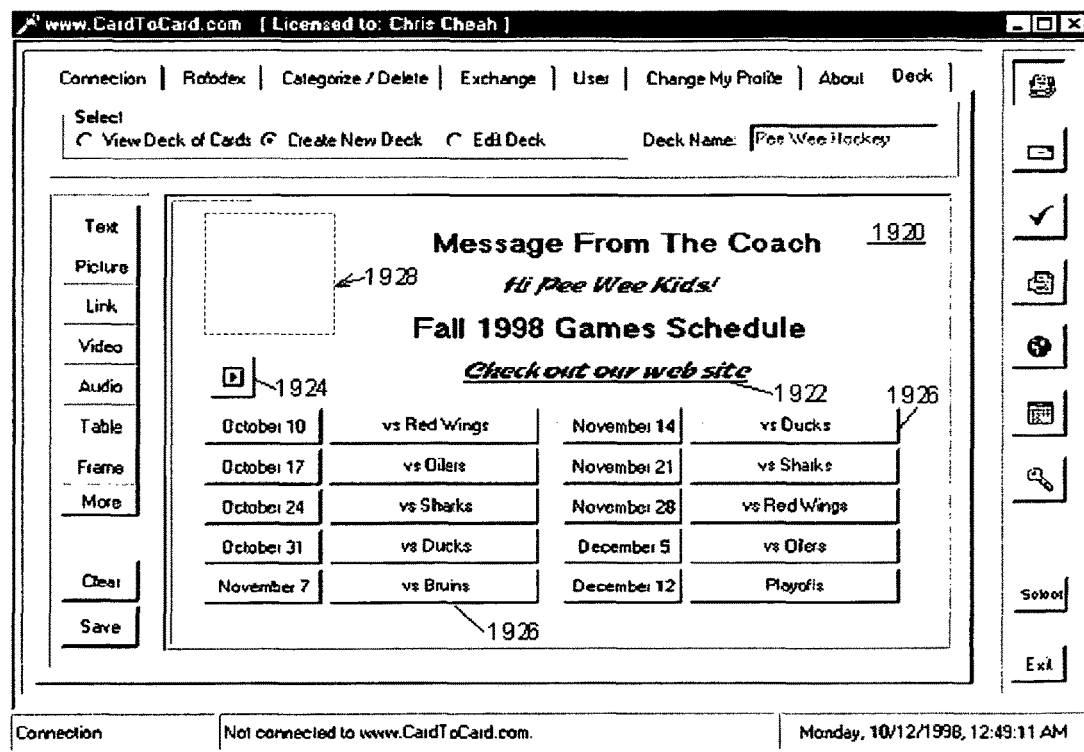 www.CardToCard.com [ Licensed to: Chris Cheah ]
Connection | Rolodex | Categorize / Delete | Exchange | User | Change My Profile | About Deck
Select
View Deck of Cards Create New Deck Edit Deck Deck Name: Pee Wee Hockey
Text
Picture
Link
Video
Audio
Table
Frame
More
Clear
Save
Message From The Coach 1920
1928
Hi Pee Wee Kids!
Fall 1998 Games Schedule
Check out our web site
1924 1922 1926
October 10 vs Red Wings November 14 vs Ducks
October 17 vs Oilers November 21 vs Sharks
October 24 vs Sharks November 28 vs Red Wings
October 31 vs Ducks December 5 vs Oilers
November 7 vs Bruins December 12 Playoffs
1926
Select
Exit
Connection Not connected to www.CardToCard.com. Monday, 10/12/1998, 12:49:11 AM